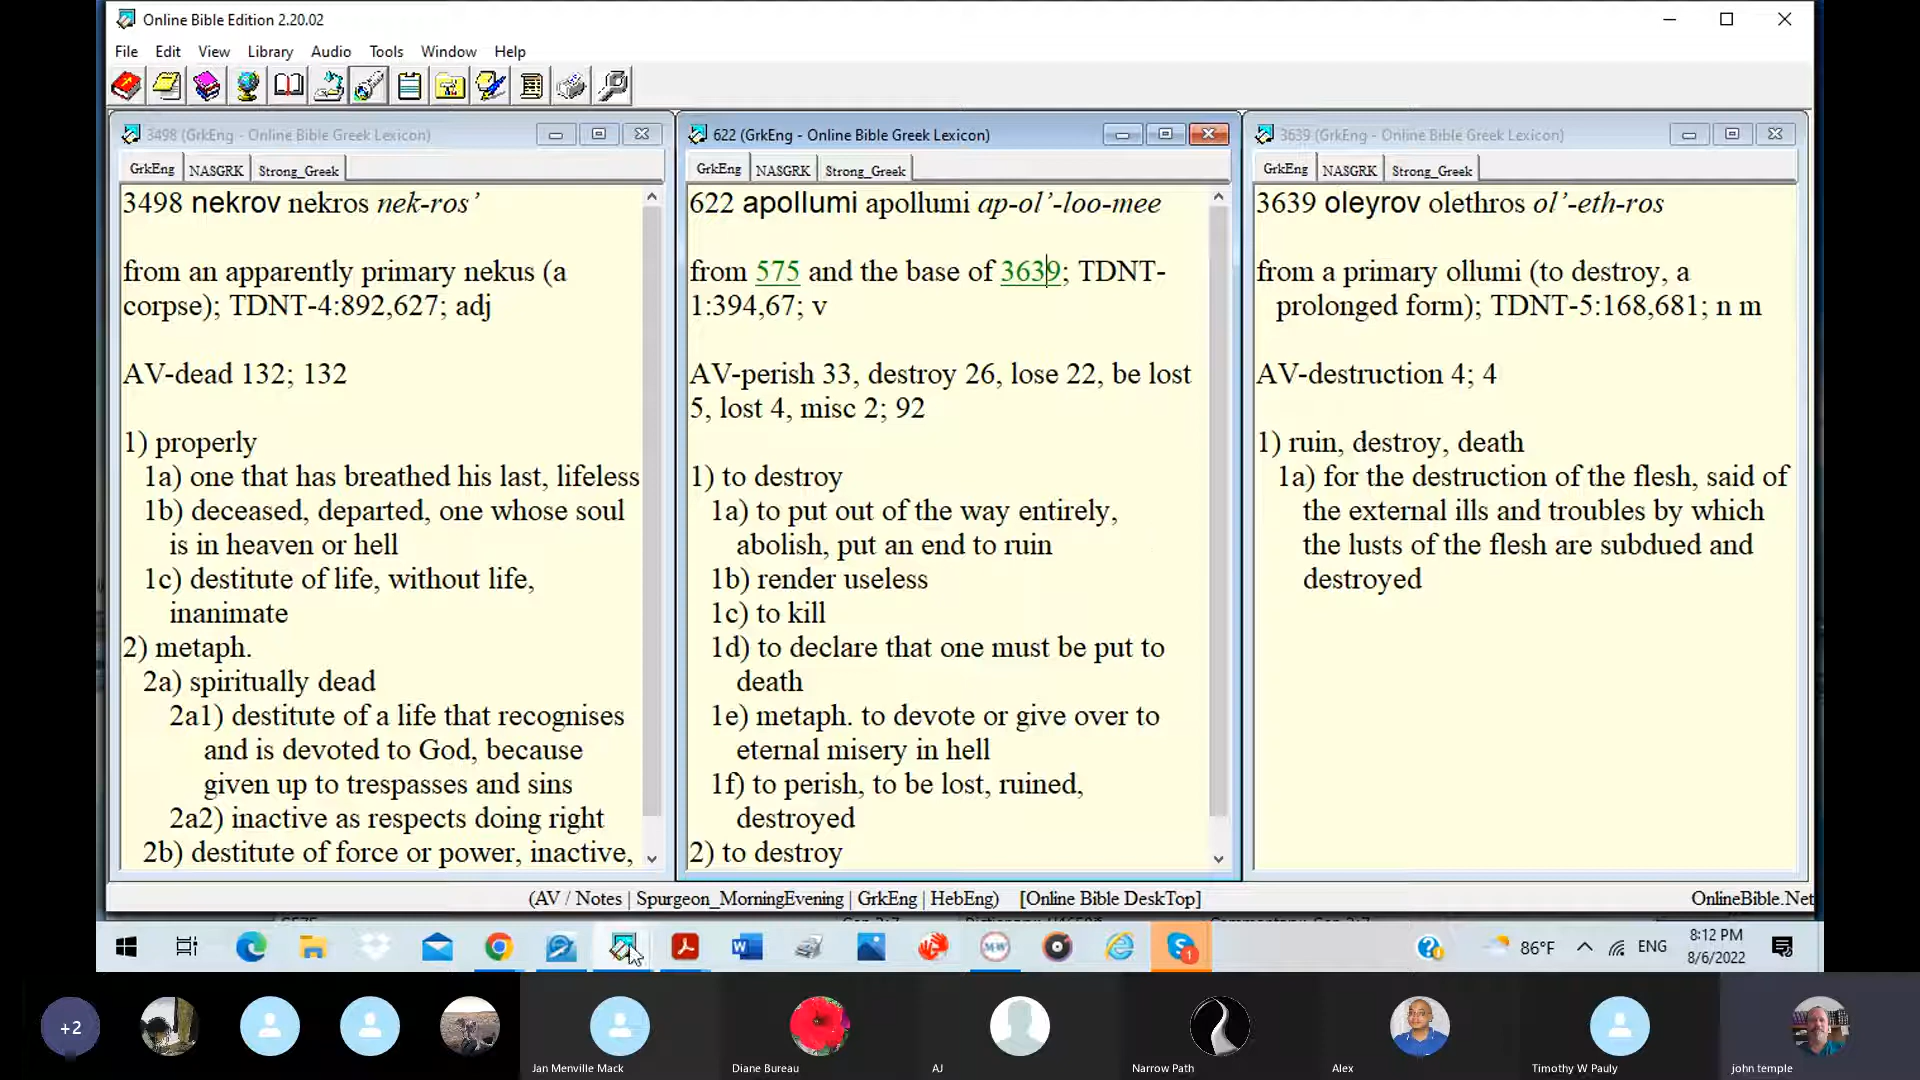 Online Bible Edition 2.20.02
File Edit View Library Audio Tools Window Help
3498 (GrkEng - Online Bible Greek Lexicon)
GrkEng NASGRK Strong_Greek
3498 nekrov nekros nek-ros’
from an apparently primary nekus (a
corpse); TDNT-4:892,627; adj
AV-dead 132; 132
1) properly
1a) one that has breathed his last, lifeless
1b) deceased, departed, one whose soul
is in heaven or hell
1c) destitute of life, without life,
inanimate
2) metaph.
2a) spiritually dead
2a1) destitute of a life that recognises
and is devoted to God, because
given up to trespasses and sins
2a2) inactive as respects doing right
2b) destitute of force or power, inactive,
622 (GrkEng - Online Bible Greek Lexicon)
GrkEng NASGRK Strong_Greek
622 apollumi apollumi ap-ol’-loo-mee
from 575 and the base of 3639; TDNT-
1:394,67; v
AV-perish 33, destroy 26, lose 22, be lost
5, lost 4, misc 2; 92
1) to destroy
1a) to put out of the way entirely,
abolish, put an end to ruin
1b) render useless
1c) to kill
1d) to declare that one must be put to
death
1e) metaph. to devote or give over to
eternal misery in hell
1f) to perish, to be lost, ruined,
destroyed
2) to destroy
3639 (GrkEng - Online Bible Greek Lexicon)
GrkEng NASGRK Strong_Greek
3639 oleyrov olethros ol’-eth-ros
from a primary ollumi (to destroy, a
prolonged form); TDNT-5:168,681; n m
AV-destruction 4; 4
1) ruin, destroy, death
1a) for the destruction of the flesh, said of
the external ills and troubles by which
the lusts of the flesh are subdued and
destroyed
(AV / Notes | Spurgeon_MorningEvening | GrkEng | HebEng) [Online Bible DeskTop]
OnlineBible.Net
86°F ENG
8:12 PM
8/6/2022
+2
Jan Menville Mack Diane Bureau AJ Narrow Path Alex Timothy W Pauly john temple